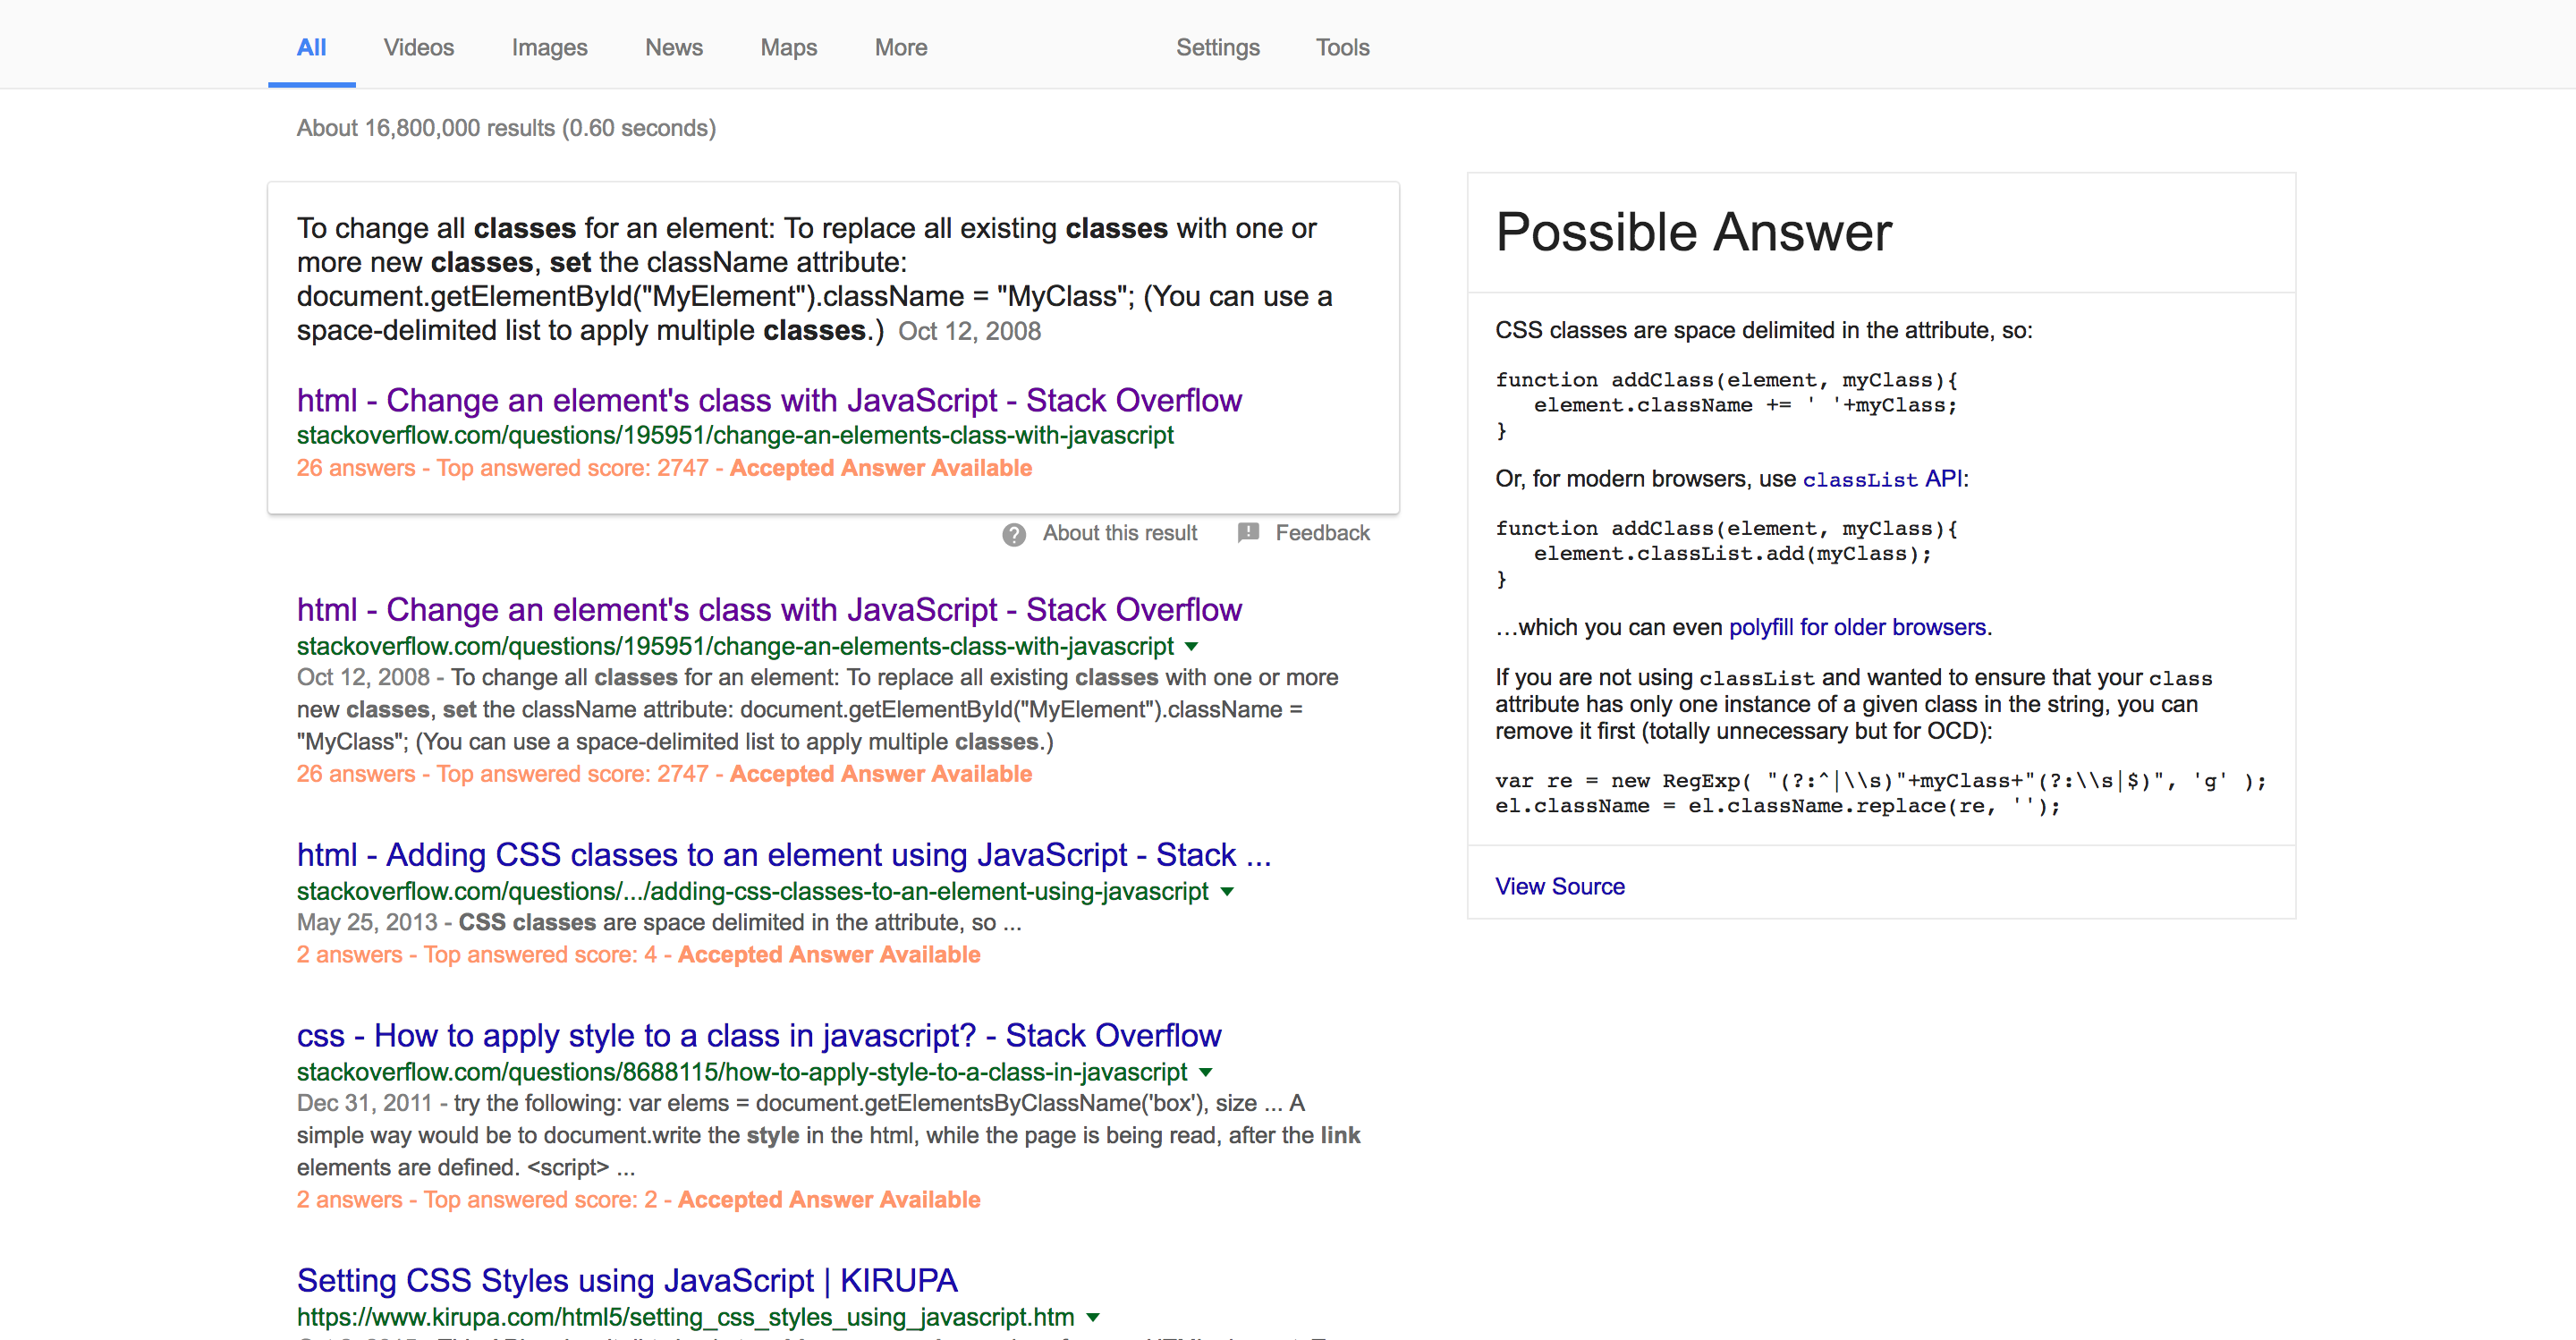 All Videos Images News Maps More Settings Tools
About 16,800,000 results (0.60 seconds)
To change all classes for an element: To replace all existing classes with one or
more new classes, set the className attribute:
document.getElementById("MyElement").className = "MyClass"; (You can use a
space-delimited list to apply multiple classes.) Oct 12, 2008
html - Change an element's class with JavaScript - Stack Overflow
stackoverflow.com/questions/195951/change-an-elements-class-with-javascript
26 answers - Top answered score: 2747 - Accepted Answer Available
About this result Feedback
html - Change an element's class with JavaScript - Stack Overflow
stackoverflow.com/questions/195951/change-an-elements-class-with-javascript
Oct 12, 2008 - To change all classes for an element: To replace all existing classes with one or more
new classes, set the className attribute: document.getElementById("MyElement").className =
"MyClass"; (You can use a space-delimited list to apply multiple classes.)
26 answers - Top answered score: 2747 - Accepted Answer Available
html - Adding CSS classes to an element using JavaScript - Stack ...
stackoverflow.com/questions/.../adding-css-classes-to-an-element-using-javascript
May 25, 2013 - CSS classes are space delimited in the attribute, so ...
2 answers - Top answered score: 4 - Accepted Answer Available
css - How to apply style to a class in javascript? - Stack Overflow
stackoverflow.com/questions/8688115/how-to-apply-style-to-a-class-in-javascript
Dec 31, 2011 - try the following: var elems = document.getElementsByClassName('box'), size ... A
simple way would be to document.write the style in the html, while the page is being read, after the link
elements are defined. <script> ...
2 answers - Top answered score: 2 - Accepted Answer Available
Setting CSS Styles using JavaScript | KIRUPA
https://www.kirupa.com/html5/setting_css_styles_using_javascript.htm
Possible Answer
CSS classes are space delimited in the attribute, so:
function addClass(element, myClass){
element.className += ' '+myClass;
}
Or, for modern browsers, use classList API:
function addClass(element, myClass){
element.classList.add(myClass);
}
…which you can even polyfill for older browsers.
If you are not using classList and wanted to ensure that your class
attribute has only one instance of a given class in the string, you can
remove it first (totally unnecessary but for OCD):
var re = new RegExp( "(?:^|\\s)"+myClass+"(?:\\s|$)", 'g' );
el.className = el.className.replace(re, '');
View Source